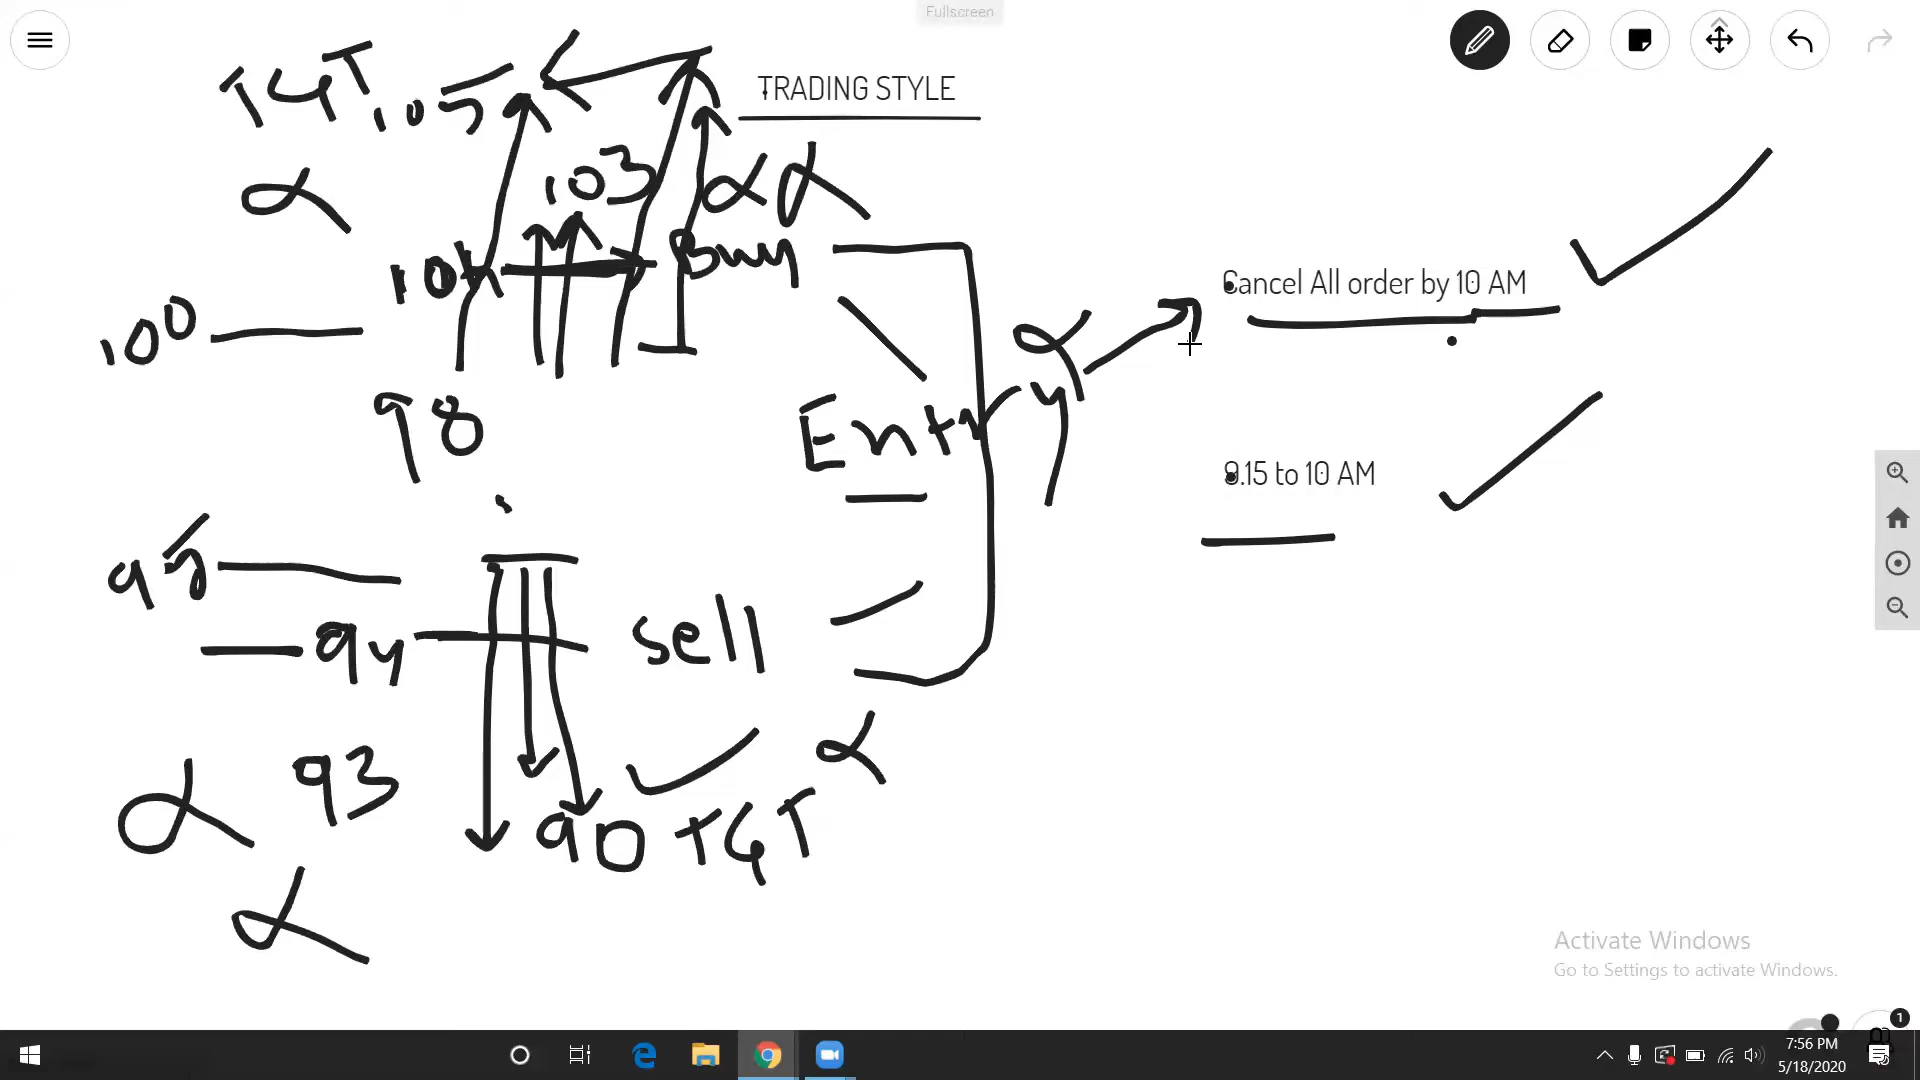 Fullscreen
TRADING STYLE
TGT 105
103
Buy
100
98
Entry
95
94
sell
93
90 TGT
Cancel All order by 10 AM
9.15 to 10 AM
Activate Windows
Go to Settings to activate Windows.
1
7:56 PM
5/18/2020